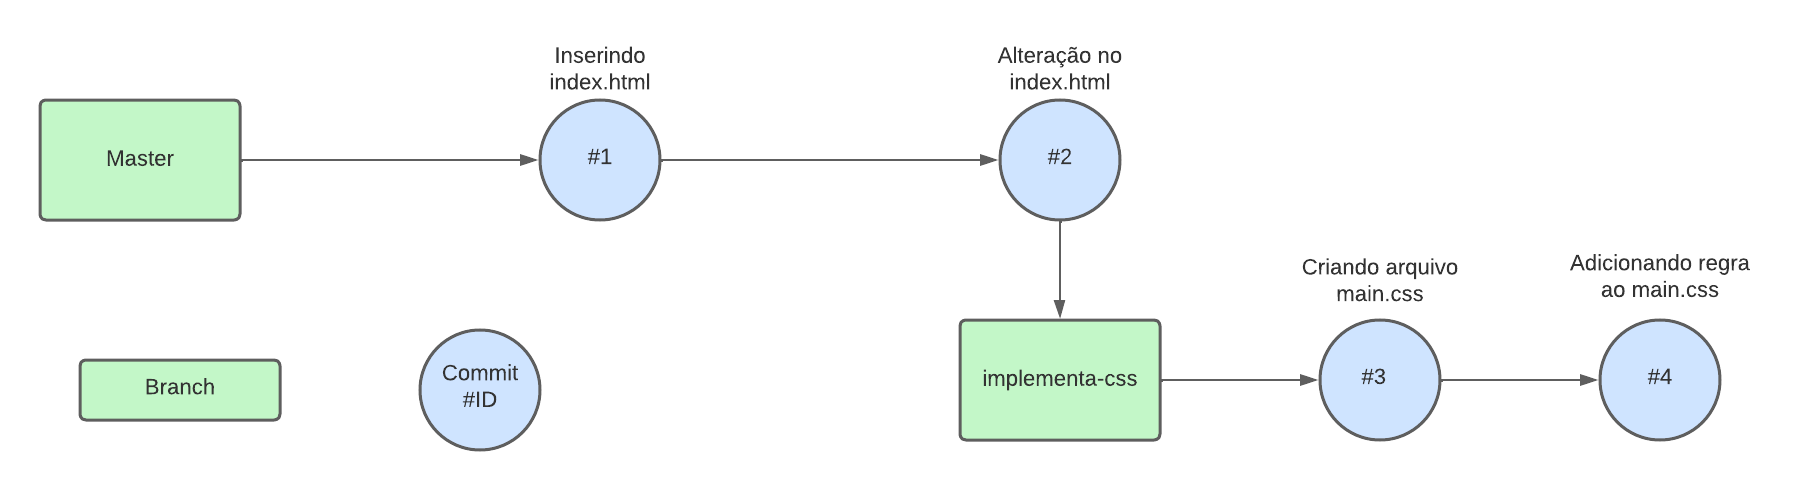 Inserindo
index.html
Alteração no
index.html
Master
#1
#2
Criando arquivo
main.css
Adicionando regra
ao main.css
implementa-css
#3
#4
Branch
Commit
#ID